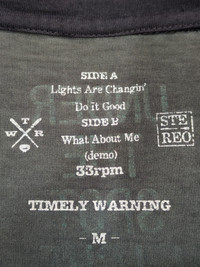 SIDE A
Lights Are Changin'
Do it Good
SIDE B
What About Me
(demo)
33rpm
T
W R
STE
REO
TIMELY WARNING
- M -